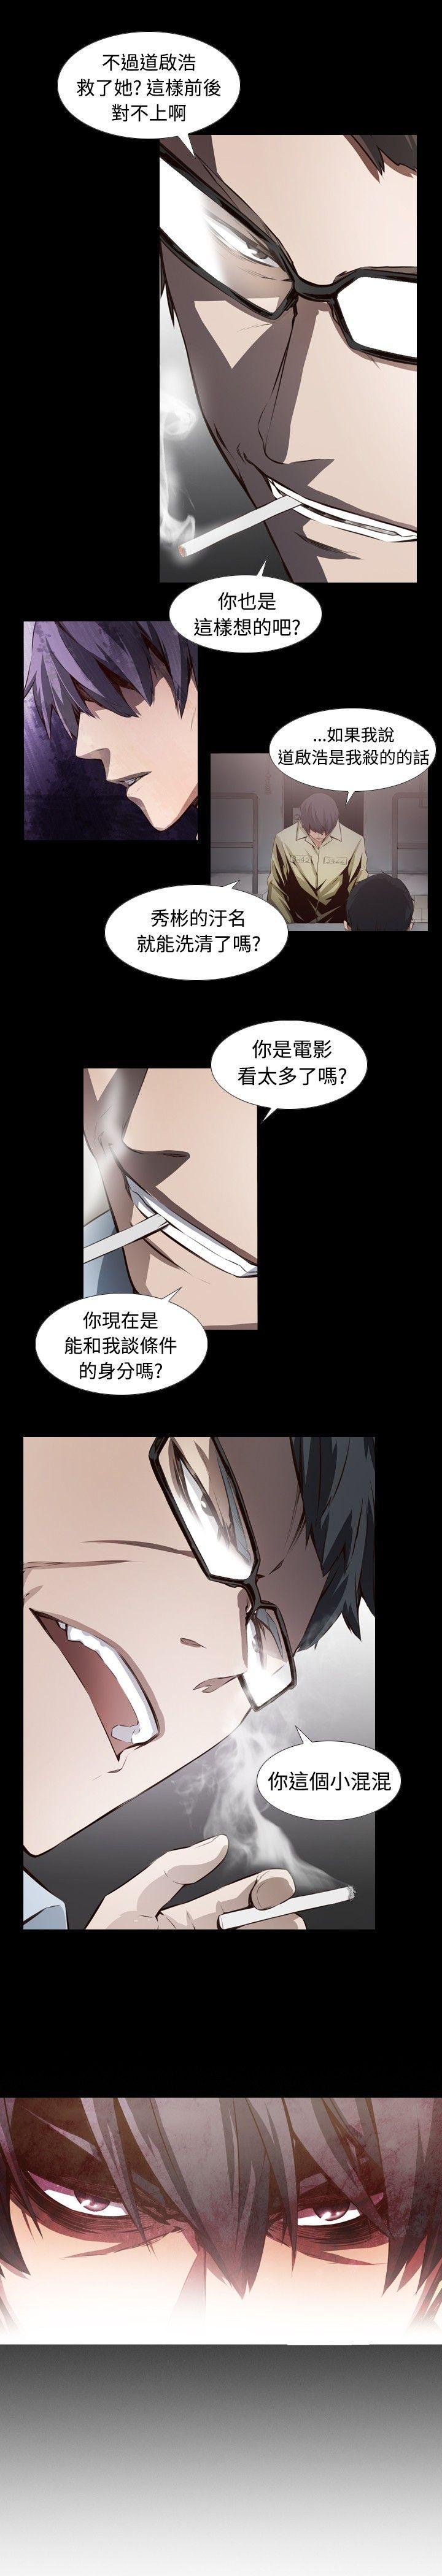 不過道啟浩
救了她? 這樣前後
對不上啊
你也是
這樣想的吧?
...如果我說
道啟浩是我殺的的話
秀彬的汙名
就能洗清了嗎?
你是電影
看太多了嗎?
你現在是
能和我談條件
的身分嗎?
你這個小混混